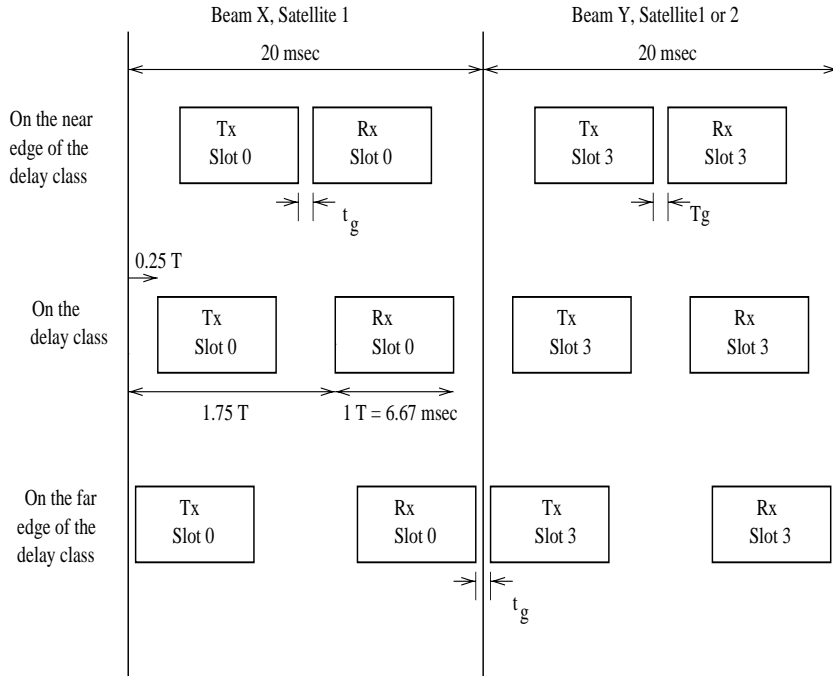 Beam X, Satellite 1
Beam Y, Satellite1 or 2
20 msec
20 msec
On the near
edge of the
delay class
Tx
Slot 0
Rx
Slot 0
Tx
Slot 3
Rx
Slot 3
t g
Tg
0.25 T
On the
delay class
Tx
Slot 0
Rx
Slot 0
Tx
Slot 3
Rx
Slot 3
1.75 T
1 T = 6.67 msec
On the far
edge of the
delay class
Tx
Slot 0
Rx
Slot 0
Tx
Slot 3
Rx
Slot 3
t g